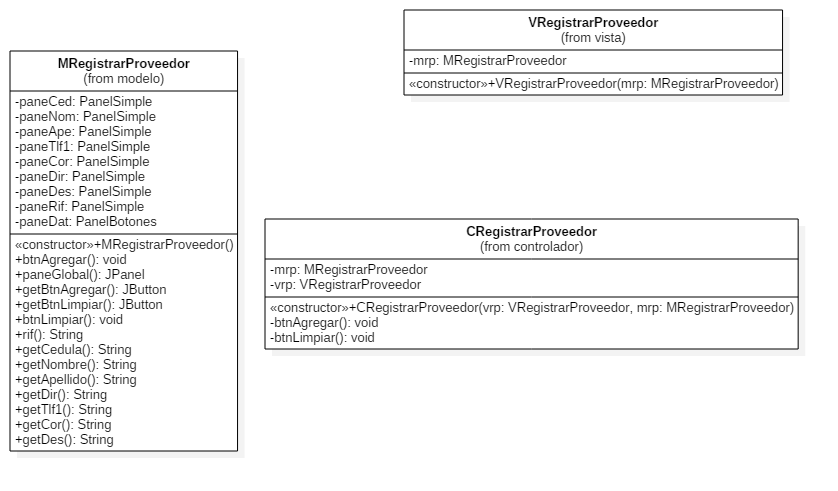 MRegistrarProveedor
(from modelo)
-paneCed: PanelSimple
-paneNom: PanelSimple
-paneApe: PanelSimple
-paneTlf1: PanelSimple
-paneCor: PanelSimple
-paneDir: PanelSimple
-paneDes: PanelSimple
-paneRif: PanelSimple
-paneDat: PanelBotones
«constructor»+MRegistrarProveedor()
+btnAgregar(): void
+paneGlobal(): JPanel
+getBtnAgregar(): JButton
+getBtnLimpiar(): JButton
+btnLimpiar(): void
+rif(): String
+getCedula(): String
+getNombre(): String
+getApellido(): String
+getDir(): String
+getTlf1(): String
+getCor(): String
+getDes(): String
VRegistrarProveedor
(from vista)
-mrp: MRegistrarProveedor
«constructor»+VRegistrarProveedor(mrp: MRegistrarProveedor)
CRegistrarProveedor
(from controlador)
-mrp: MRegistrarProveedor
-vrp: VRegistrarProveedor
«constructor»+CRegistrarProveedor(vrp: VRegistrarProveedor, mrp: MRegistrarProveedor)
-btnAgregar(): void
-btnLimpiar(): void